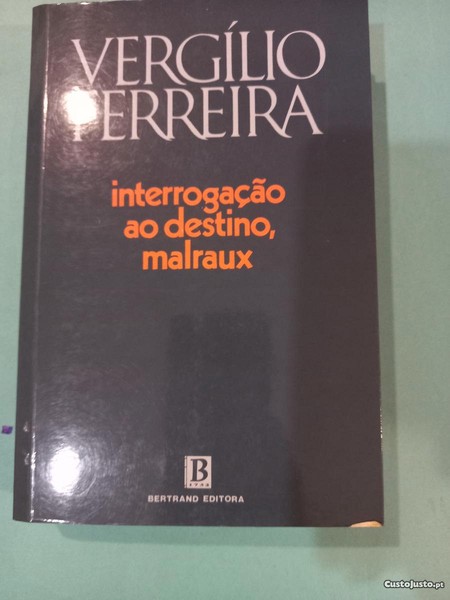 VERGÍLIO
FERREIRA
interrogação
ao destino,
malraux
B
BERTRAND EDITORA
CustoJusto.pt